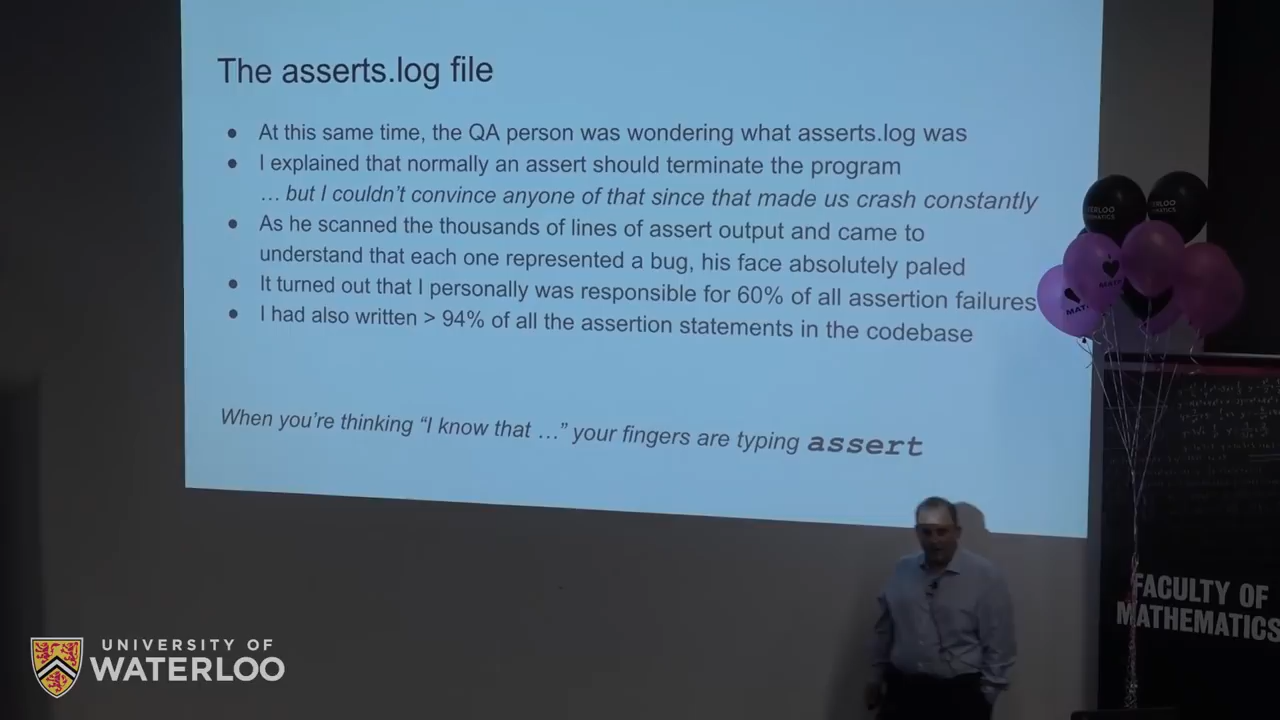 The asserts.log file
● At this same time, the QA person was wondering what asserts.log was
● I explained that normally an assert should terminate the program
… but I couldn't convince anyone of that since that made us crash constantly
● As he scanned the thousands of lines of assert output and came to
understand that each one represented a bug, his face absolutely paled
● It turned out that I personally was responsible for 60% of all assertion failures
● I had also written > 94% of all the assertion statements in the codebase
When you're thinking “I know that …” your fingers are typing assert
FACULTY OF
MATHEMATICS
UNIVERSITY OF
WATERLOO